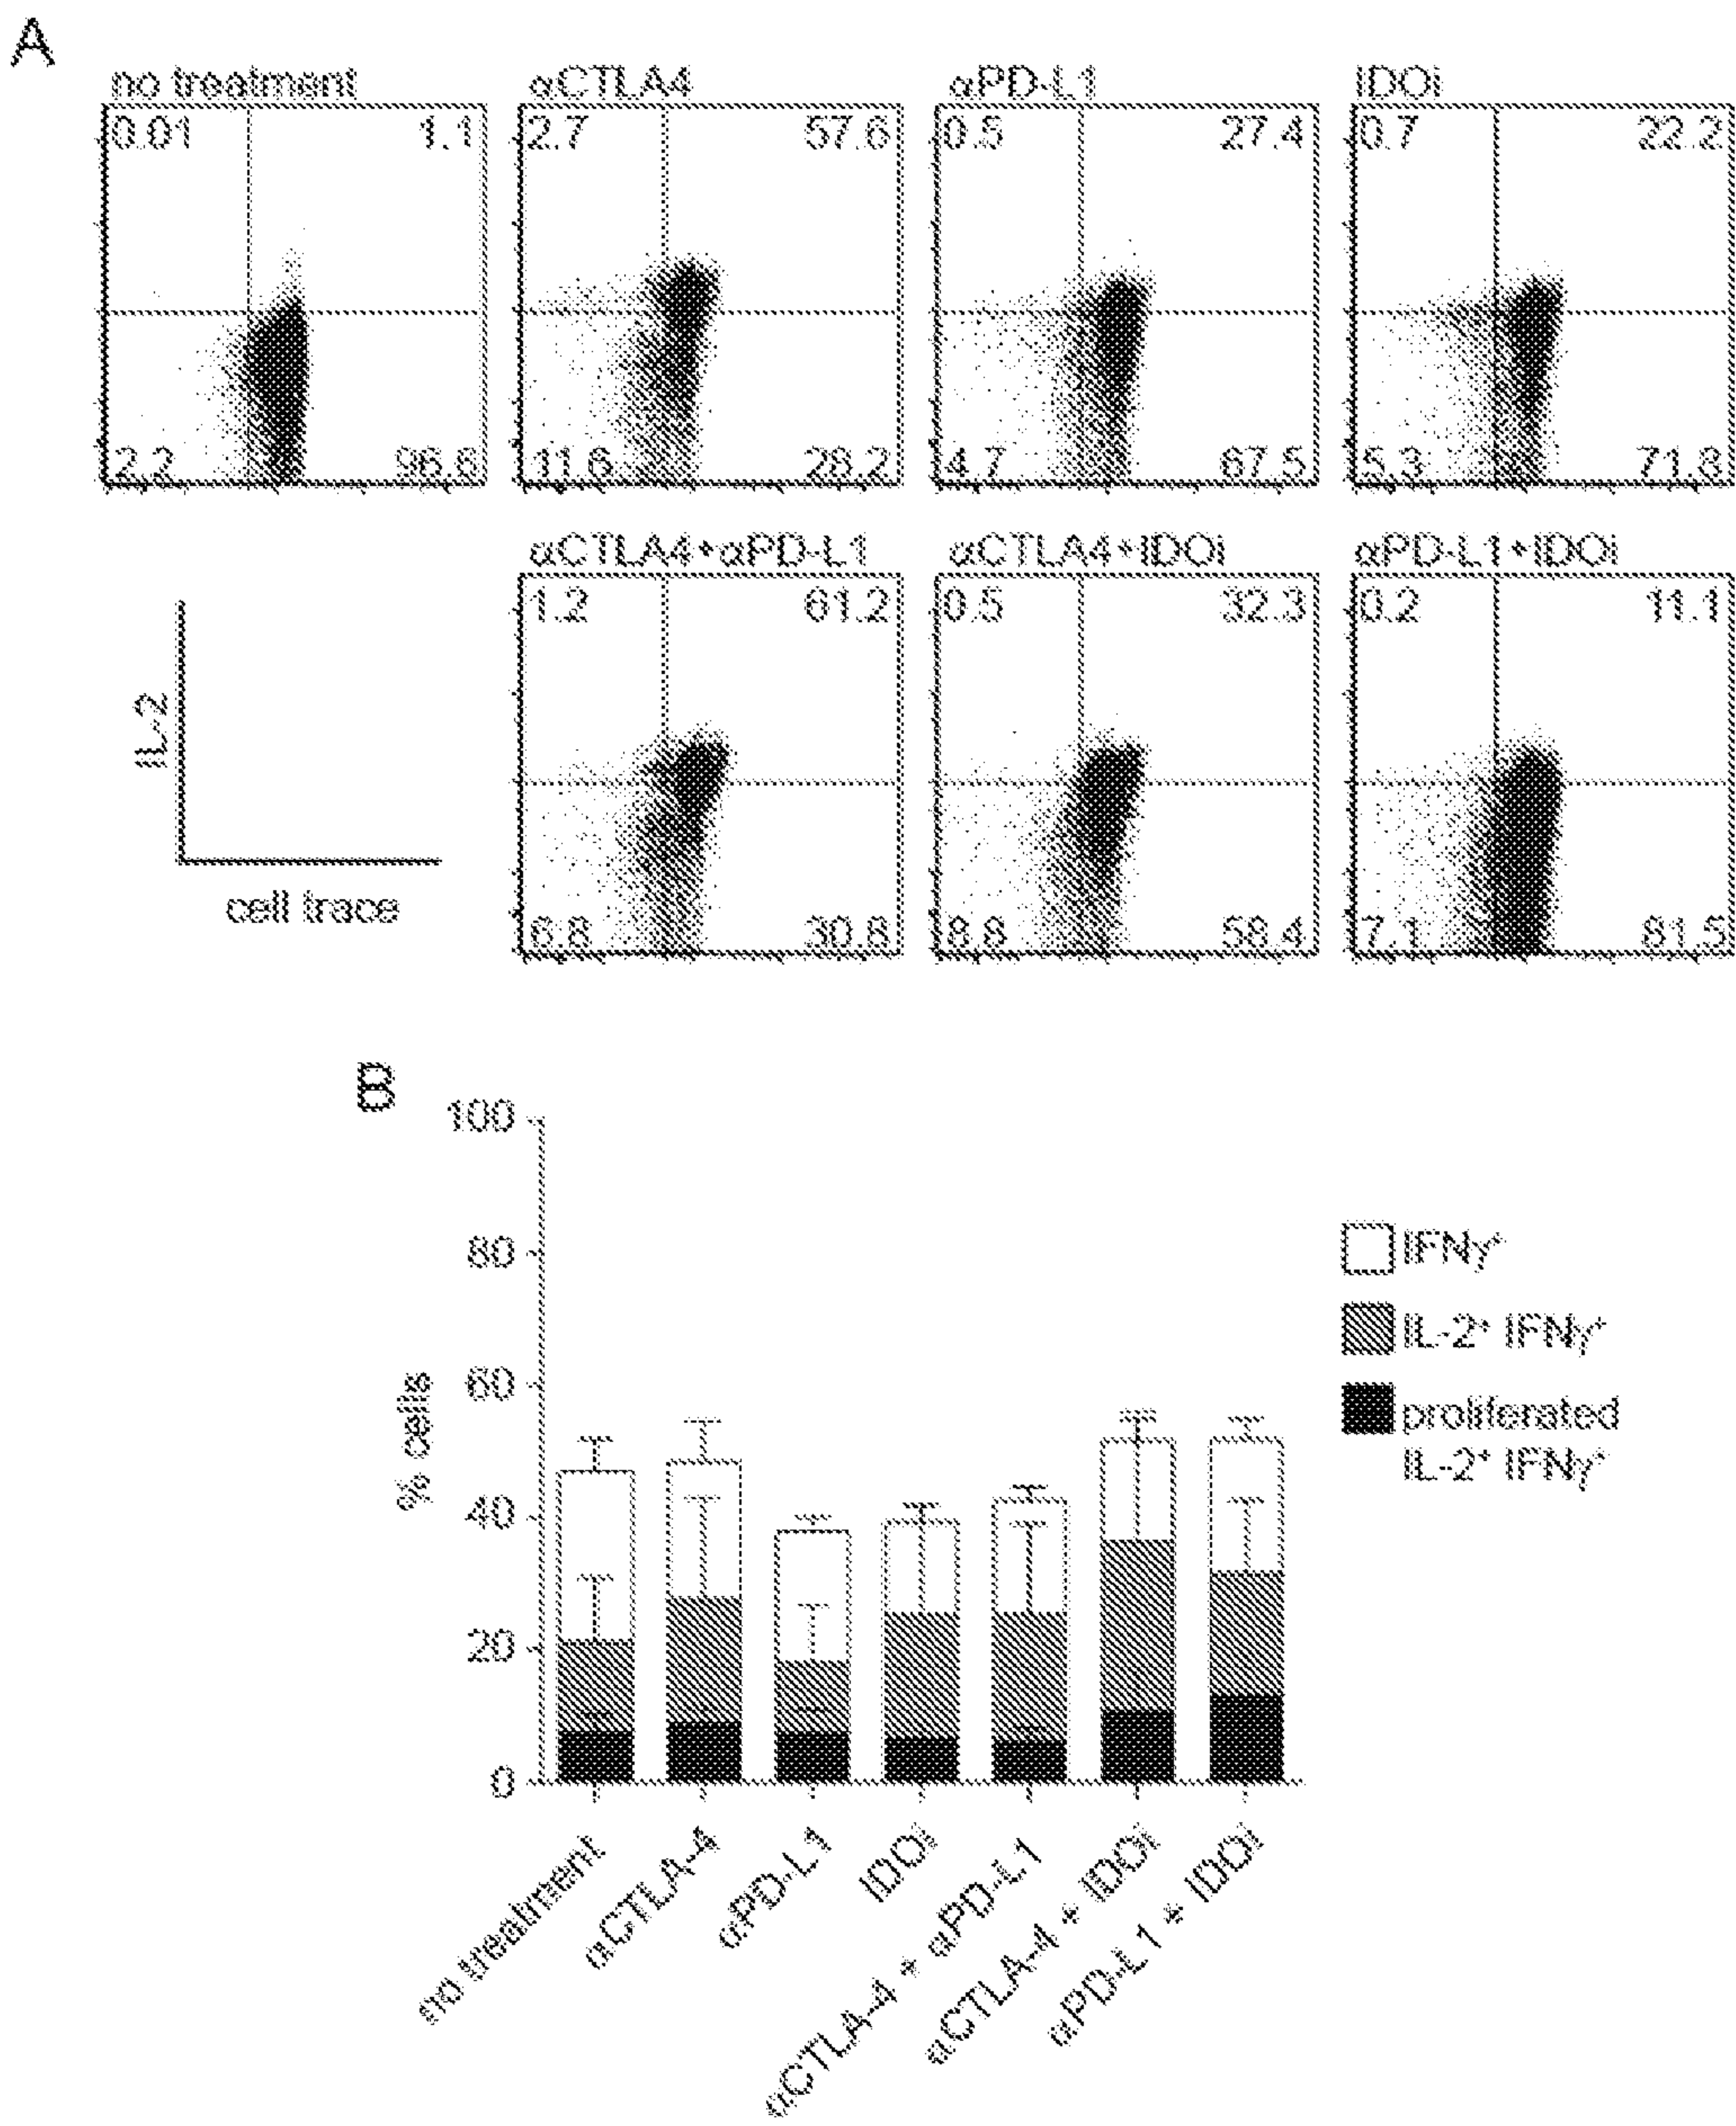 A
no treatment
0.01 1.1
2.2 96.6
αCTLA4
2.7 57.6
11.6 28.2
αPD-L1
0.5 27.4
4.7 67.5
IDOi
0.7 22.2
5.3 71.8
IL-2
cell trace
αCTLA4+αPD-L1
1.2 61.2
6.8 30.8
αCTLA4+IDOi
0.5 32.3
8.8 58.4
αPD-L1+IDOi
0.2 11.1
7.1 81.5
B
% cells
100
80
60
40
20
0
no treatment
αCTLA-4
αPD-L1
IDOi
αCTLA-4 + αPD-L1
αCTLA-4 + IDOi
αPD-L1 + IDOi
IFNγ⁺
IL-2⁺ IFNγ⁺
proliferated
IL-2⁺ IFNγ⁺